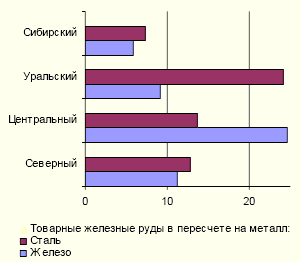 Сибирский
Уральский
Центральный
Северный
0 10 20
Товарные железные руды в пересчете на металл:
Сталь
Железо